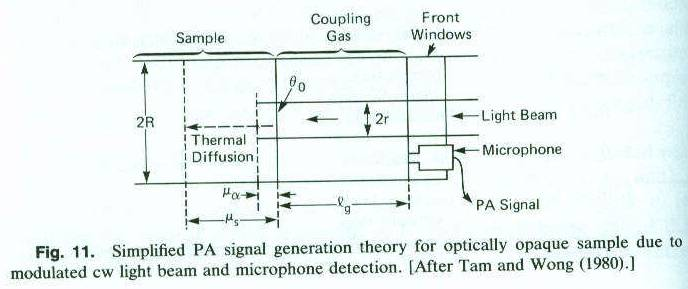 Sample
Coupling
Gas
Front
Windows
θ0
2R
2r
Light Beam
Thermal
Diffusion
Microphone
μα
ℓg
PA Signal
μs
Fig. 11. Simplified PA signal generation theory for optically opaque sample due to
modulated cw light beam and microphone detection. [After Tam and Wong (1980).]